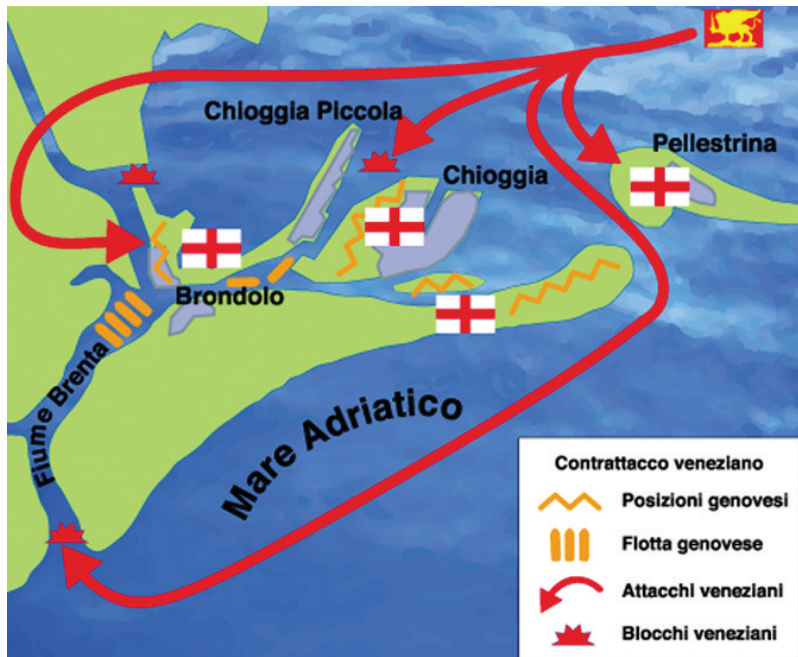 Chioggia Piccola
Pellestrina
Chioggia
Brondolo
Fiume Brenta
Mare Adriatico
Contrattacco veneziano
Posizioni genovesi
Flotta genovese
Attacchi veneziani
Blocchi veneziani